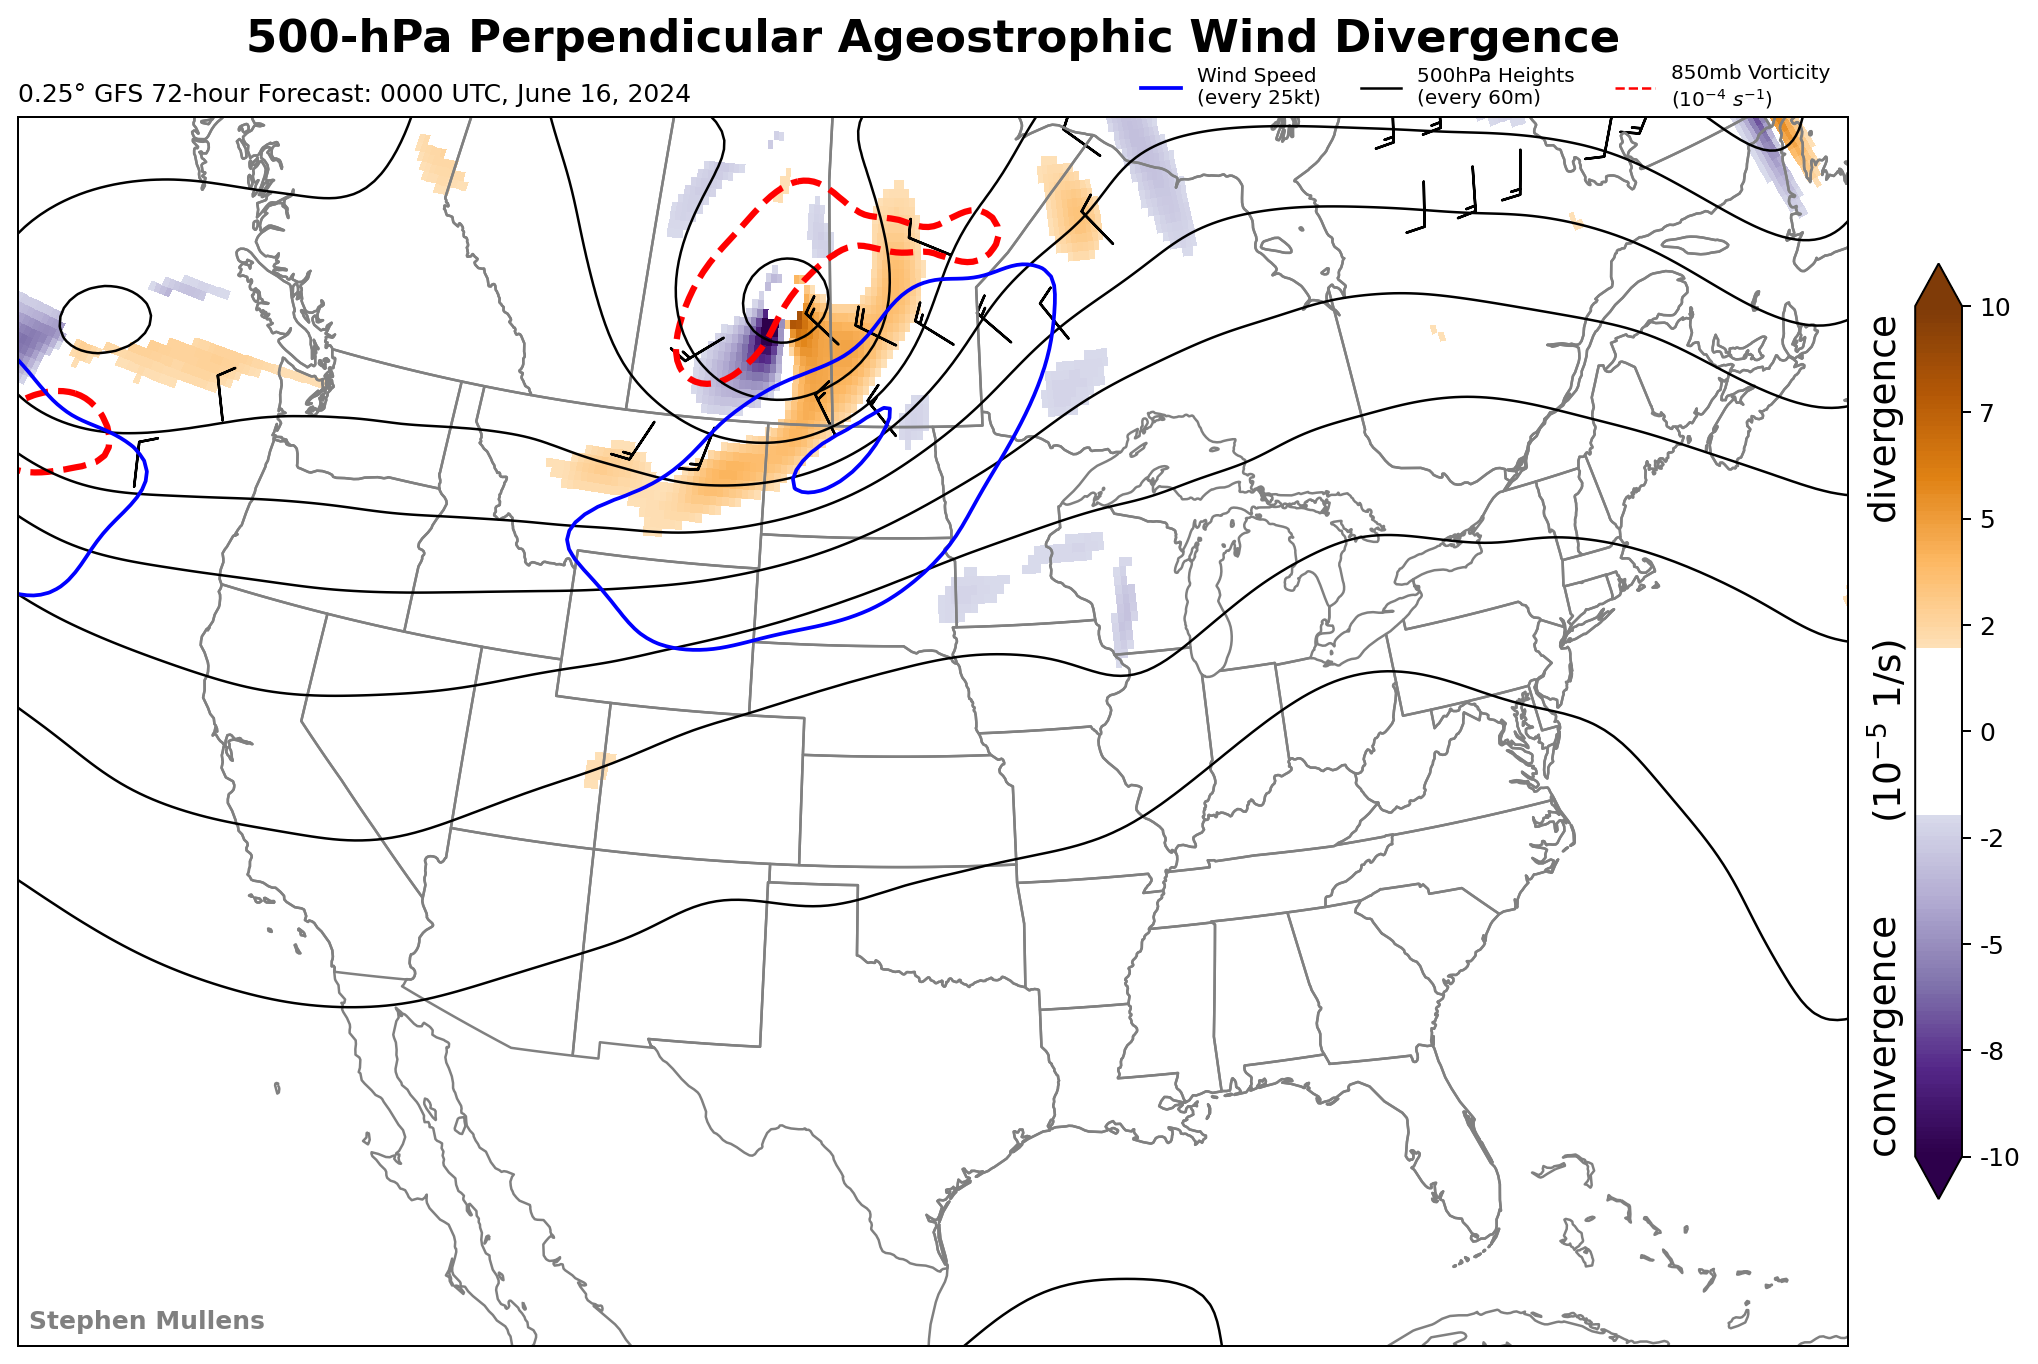 500-hPa Perpendicular Ageostrophic Wind Divergence
0.25° GFS 72-hour Forecast: 0000 UTC, June 16, 2024
Wind Speed
(every 25kt)
500hPa Heights
(every 60m)
850mb Vorticity
(10⁻⁴ s⁻¹)
10
7
5
2
0
-2
-5
-8
-10
convergence (10⁻⁵ 1/s) divergence
Stephen Mullens